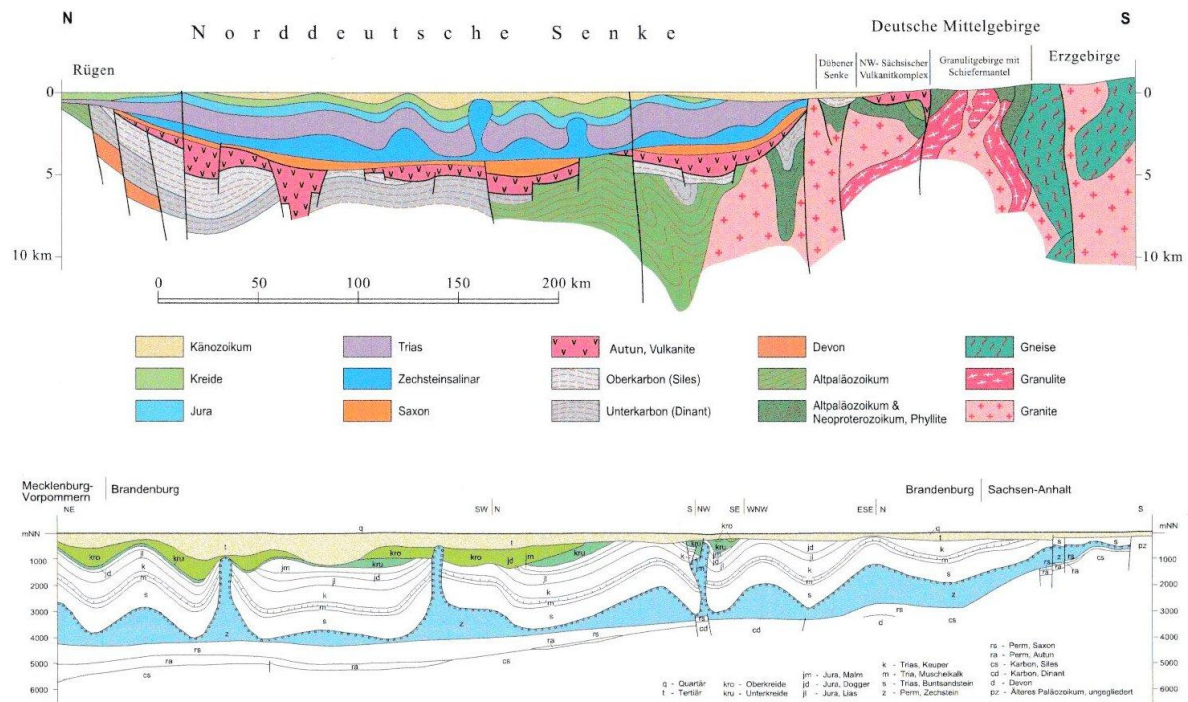 N
Norddeutsche Senke
Deutsche Mittelgebirge
S
Rügen
Dübener Senke
NW- Sächsischer Vulkanitkomplex
Granulitgebirge mit Schiefermantel
Erzgebirge
0
5
10 km
0
5
10 km
0 50 100 150 200 km
Känozoikum
Trias
Autun, Vulkanite
Devon
Gneise
Kreide
Zechsteinsalinar
Oberkarbon (Siles)
Altpaläozoikum
Granulite
Jura
Saxon
Unterkarbon (Dinant)
Altpaläozoikum & Neoproterozoikum, Phyllite
Granite
Mecklenburg-Vorpommern
Brandenburg
Brandenburg
Sachsen-Anhalt
NE
SW N
S NW
SE WNW
ESE N
S
mNN
1000
2000
3000
4000
5000
6000
mNN
1000
2000
3000
4000
5000
6000
q - Quartär
t - Tertiär
kro - Oberkreide
kru - Unterkreide
jm - Jura, Malm
jd - Jura, Dogger
jl - Jura, Lias
k - Trias, Keuper
m - Tria, Muschelkalk
s - Trias, Buntsandstein
z - Perm, Zechstein
rs - Perm, Saxon
ra - Perm, Autun
cs - Karbon, Siles
cd - Karbon, Dinant
d - Devon
pz - Älteres Paläozoikum, ungegliedert